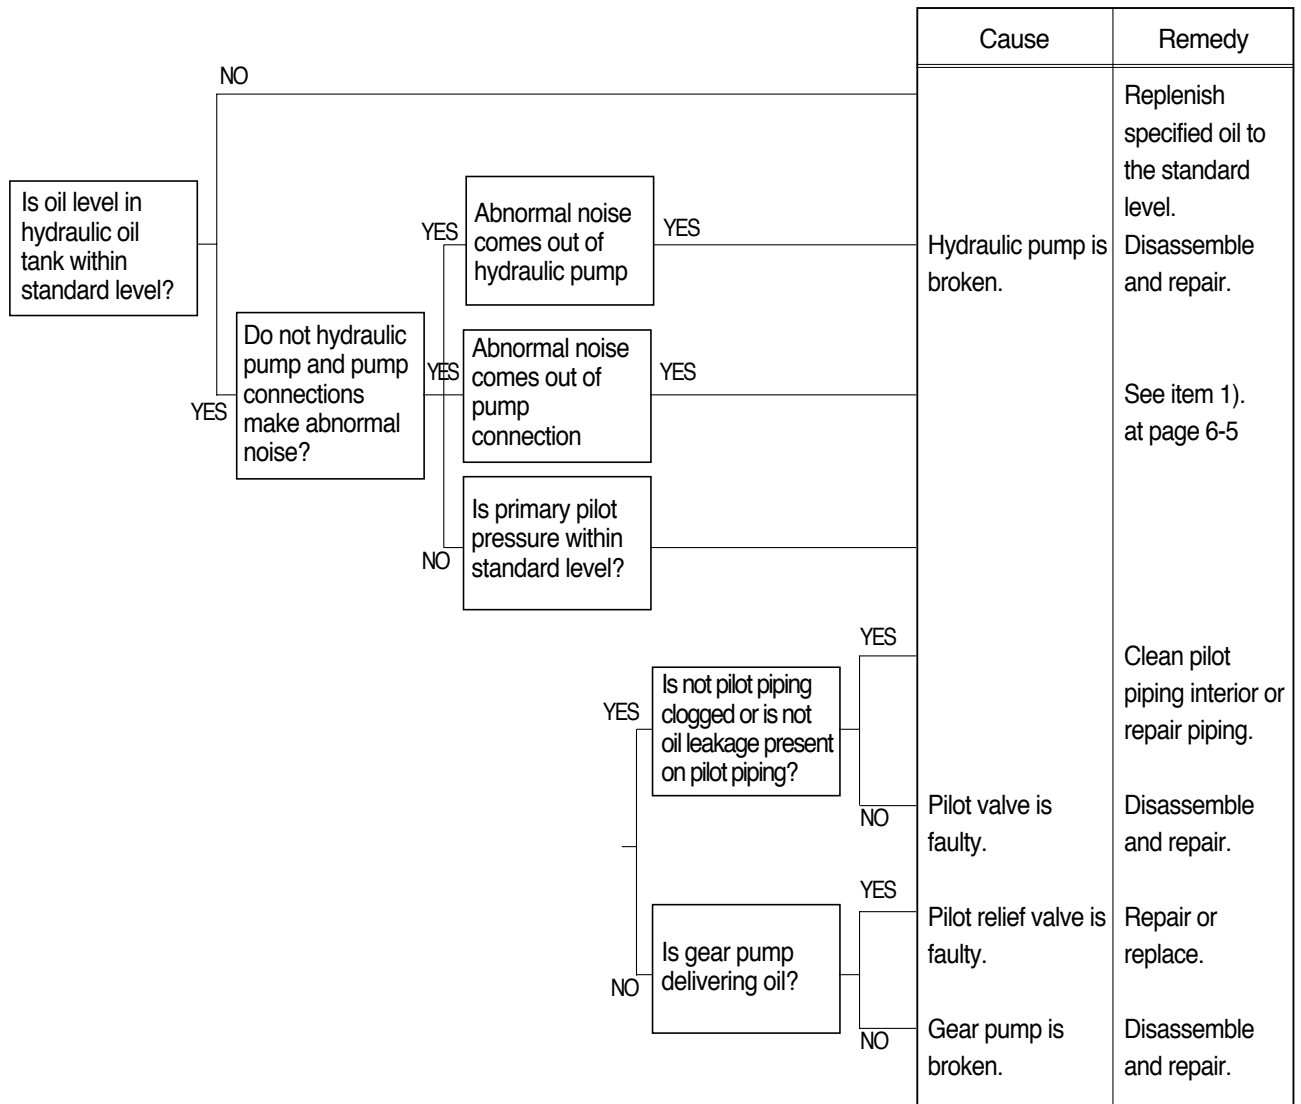 Cause
Remedy
NO
Replenish
specified oil to
the standard
level.
Is oil level in
hydraulic oil
tank within
standard level?
YES
Abnormal noise
comes out of
hydraulic pump
YES
Hydraulic pump is
broken.
Disassemble
and repair.
YES
Do not hydraulic
pump and pump
connections
make abnormal
noise?
YES
Abnormal noise
comes out of
pump
connection
YES
See item 1).
at page 6-5
NO
Is primary pilot
pressure within
standard level?
YES
Is not pilot piping
clogged or is not
oil leakage present
on pilot piping?
YES
Clean pilot
piping interior or
repair piping.
NO
Pilot valve is
faulty.
Disassemble
and repair.
NO
Is gear pump
delivering oil?
YES
Pilot relief valve is
faulty.
Repair or
replace.
NO
Gear pump is
broken.
Disassemble
and repair.